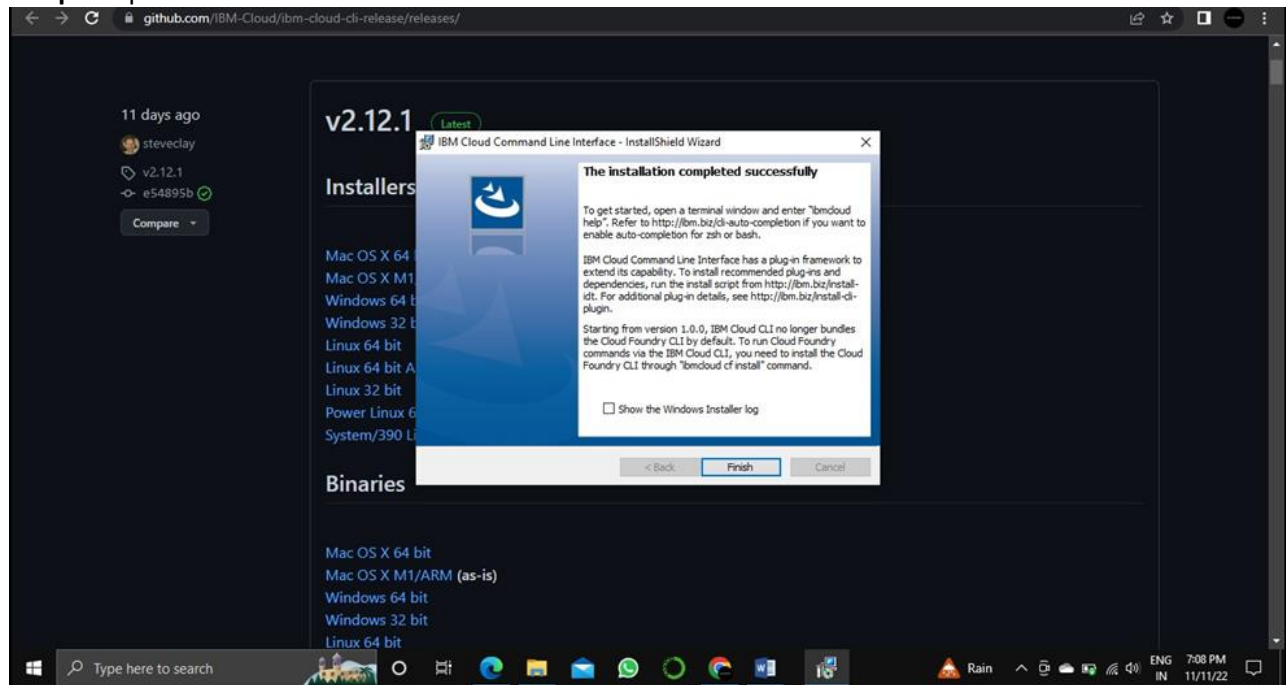 github.com/IBM-Cloud/ibm-cloud-cli-release/releases/
11 days ago
steveclay
v2.12.1
e54895b
Compare
v2.12.1 Latest
Installers
Mac OS X 64
Mac OS X M1
Windows 64 b
Windows 32 b
Linux 64 bit
Linux 64 bit A
Linux 32 bit
Power Linux 6
System/390 Li
IBM Cloud Command Line Interface - InstallShield Wizard
The installation completed successfully
To get started, open a terminal window and enter "ibmcloud
help". Refer to http://ibm.biz/cli-auto-completion if you want to
enable auto-completion for zsh or bash.
IBM Cloud Command Line Interface has a plug-in framework to
extend its capability. To install recommended plug-ins and
dependencies, run the install script from http://ibm.biz/install-
idt. For additional plug-in details, see http://ibm.biz/install-cli-
plugin.
Starting from version 1.0.0, IBM Cloud CLI no longer bundles
the Cloud Foundry CLI by default. To run Cloud Foundry
commands via the IBM Cloud CLI, you need to install the Cloud
Foundry CLI through "ibmcloud cf install" command.
Show the Windows Installer log
< Back
Finish
Cancel
Binaries
Mac OS X 64 bit
Mac OS X M1/ARM (as-is)
Windows 64 bit
Windows 32 bit
Linux 64 bit
Type here to search
Rain
ENG
IN
7:08 PM
11/11/22